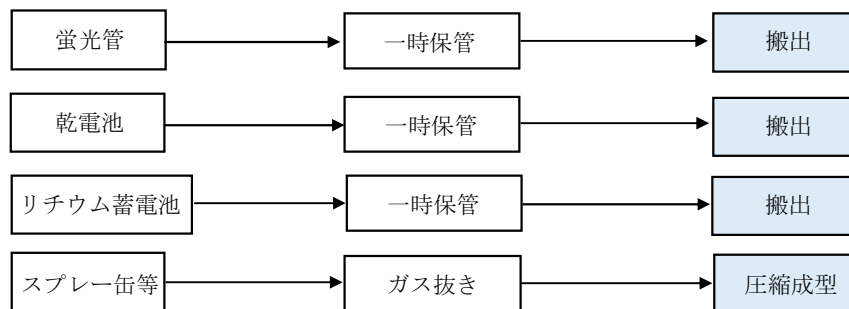 蛍光管 一時保管 搬出
乾電池 一時保管 搬出
リチウム蓄電池 一時保管 搬出
スプレー缶等 ガス抜き 圧縮成型